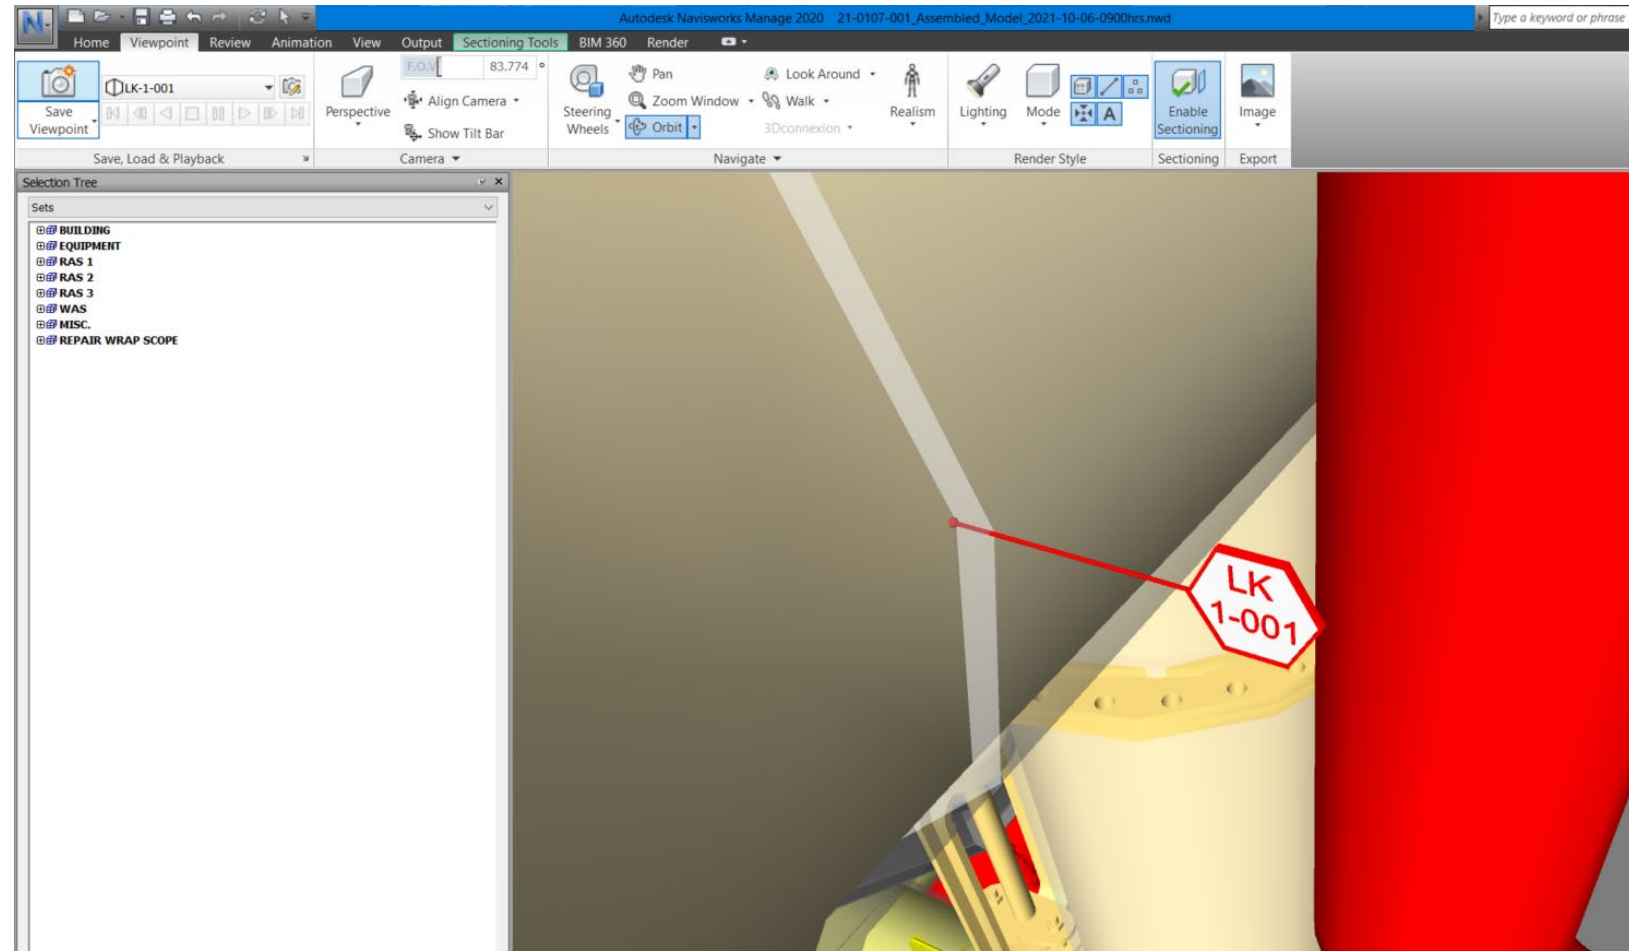 Autodesk Navisworks Manage 2020 21-0107-001_Assembled_Model_2021-10-06-0900hrs.nwd
Type a keyword or phrase
Home Viewpoint Review Animation View Output Sectioning Tools BIM 360 Render
Save Viewpoint
LK-1-001
Save, Load & Playback
Perspective
F.O.V. 83.774 °
Align Camera
Show Tilt Bar
Camera
Steering Wheels
Pan
Zoom Window
Orbit
Look Around
Walk
3Dconnexion
Realism
Navigate
Lighting
Mode
A
Render Style
Enable Sectioning
Sectioning
Image
Export
Selection Tree
Sets
BUILDING
EQUIPMENT
RAS 1
RAS 2
RAS 3
WAS
MISC.
REPAIR WRAP SCOPE
LK
1-001